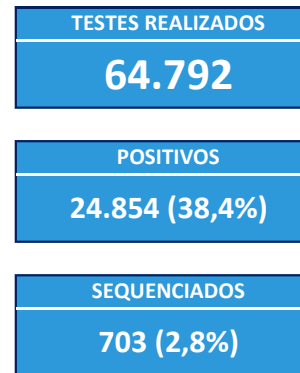 TESTES REALIZADOS
64.792
POSITIVOS
24.854 (38,4%)
SEQUENCIADOS
703 (2,8%)